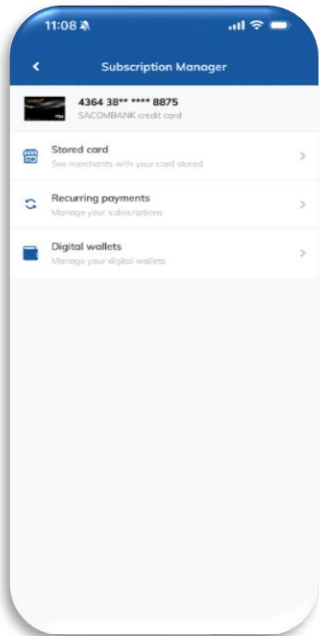 11:08
Subscription Manager
4364 38** **** 8875
SACOMBANK credit card
Stored card
See merchants with your card stored
Recurring payments
Manage your subscriptions
Digital wallets
Manage your digital wallets
VISA